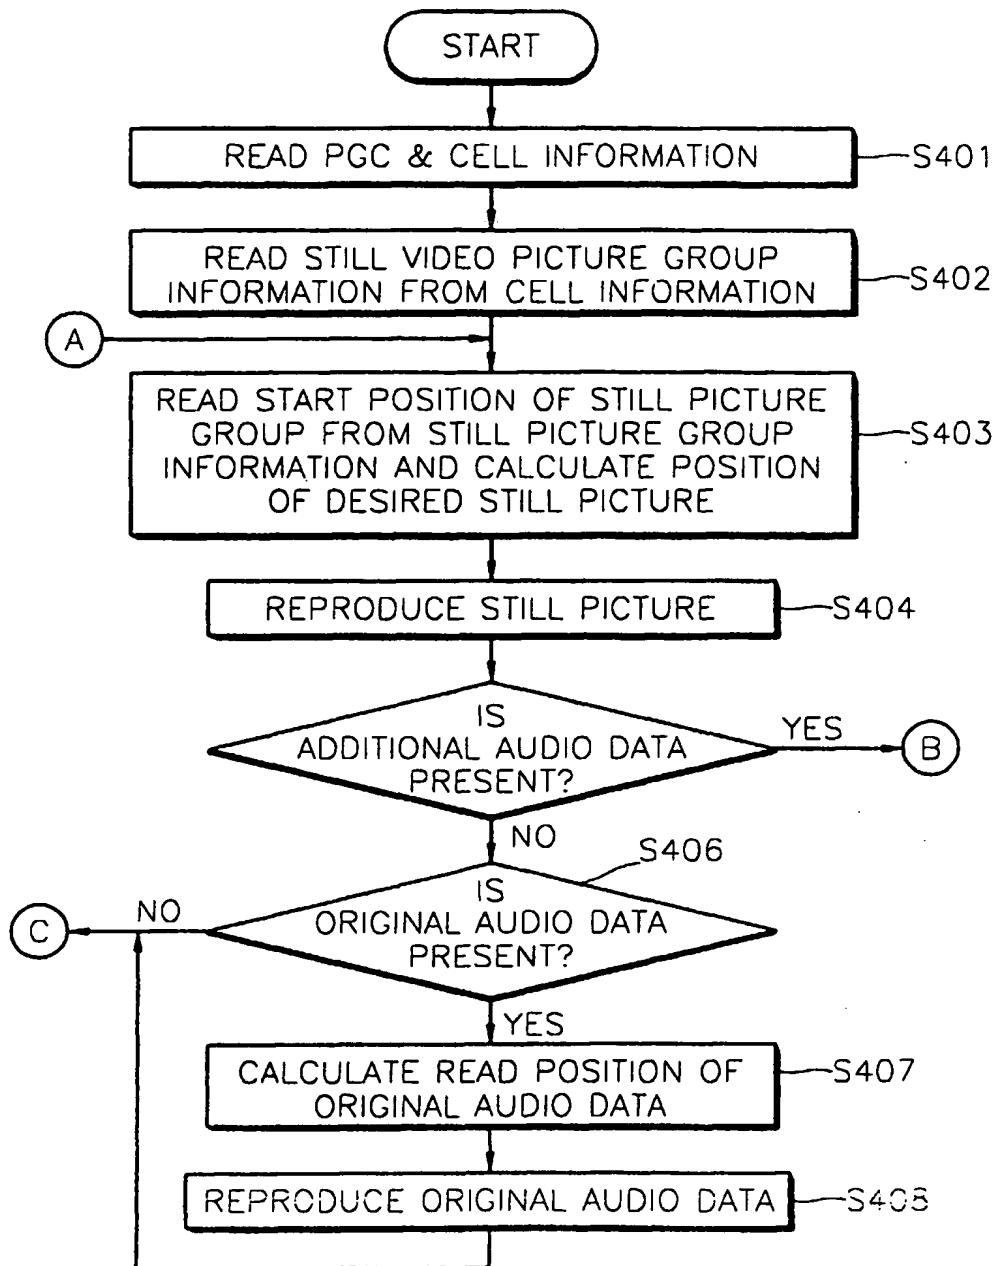 START
READ PGC & CELL INFORMATION
S401
READ STILL VIDEO PICTURE GROUP
INFORMATION FROM CELL INFORMATION
S402
A
READ START POSITION OF STILL PICTURE
GROUP FROM STILL PICTURE GROUP
INFORMATION AND CALCULATE POSITION
OF DESIRED STILL PICTURE
S403
REPRODUCE STILL PICTURE
S404
IS
ADDITIONAL AUDIO DATA
PRESENT?
YES
B
NO
S406
IS
ORIGINAL AUDIO DATA
PRESENT?
NO
C
YES
CALCULATE READ POSITION OF
ORIGINAL AUDIO DATA
S407
REPRODUCE ORIGINAL AUDIO DATA
S408